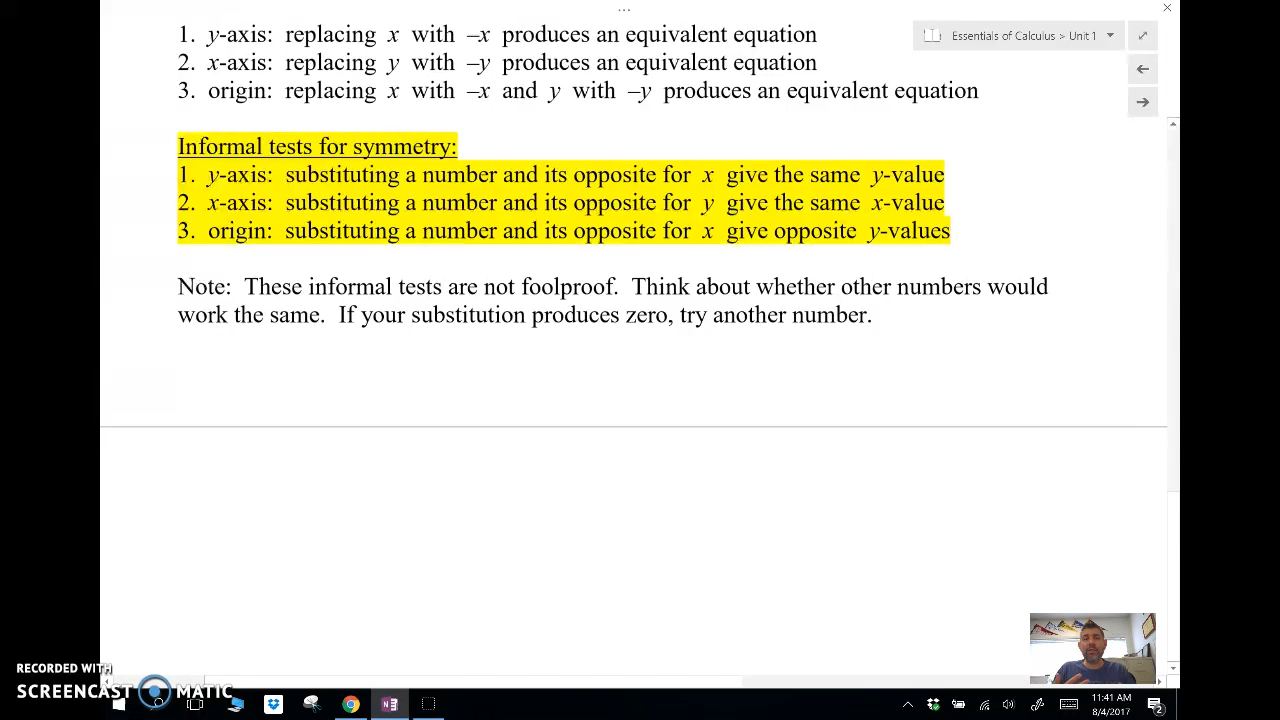 ...
1. y-axis: replacing x with –x produces an equivalent equation
Essentials of Calculus > Unit 1
2. x-axis: replacing y with –y produces an equivalent equation
3. origin: replacing x with –x and y with –y produces an equivalent equation
Informal tests for symmetry:
1. y-axis: substituting a number and its opposite for x give the same y-value
2. x-axis: substituting a number and its opposite for y give the same x-value
3. origin: substituting a number and its opposite for x give opposite y-values
Note: These informal tests are not foolproof. Think about whether other numbers would
work the same. If your substitution produces zero, try another number.
RECORDED WITH
SCREENCAST MATIC
11:41 AM
8/4/2017
2